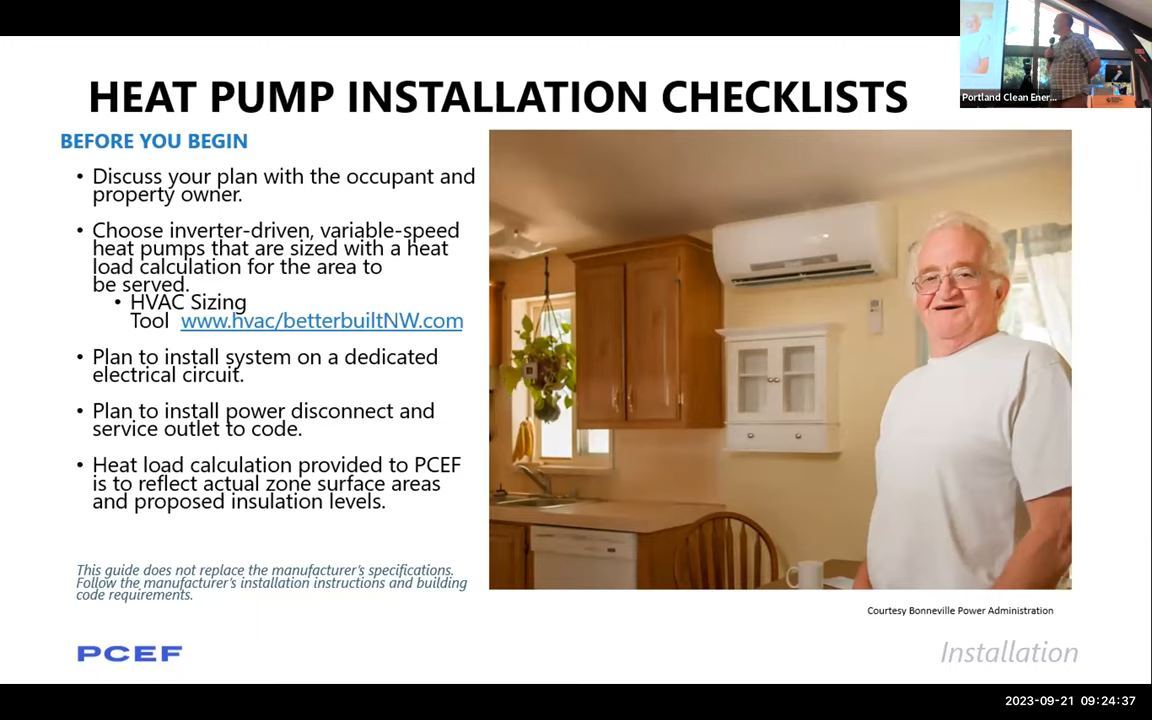 Portland Clean Ener...
HEAT PUMP INSTALLATION CHECKLISTS
BEFORE YOU BEGIN
• Discuss your plan with the occupant and
property owner.
• Choose inverter-driven, variable-speed
heat pumps that are sized with a heat
load calculation for the area to
be served.
• HVAC Sizing
Tool www.hvac/betterbuiltNW.com
• Plan to install system on a dedicated
electrical circuit.
• Plan to install power disconnect and
service outlet to code.
• Heat load calculation provided to PCEF
is to reflect actual zone surface areas
and proposed insulation levels.
This guide does not replace the manufacturer's specifications.
Follow the manufacturer's installation instructions and building
code requirements.
Courtesy Bonneville Power Administration
PCEF
Installation
2023-09-21 09:24:37